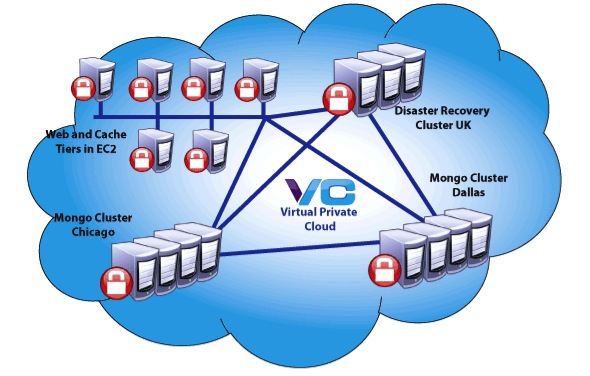 Web and Cache
Tiers in EC2
Disaster Recovery
Cluster UK
Mongo Cluster
Dallas
VC
Virtual Private
Cloud
Mongo Cluster
Chicago